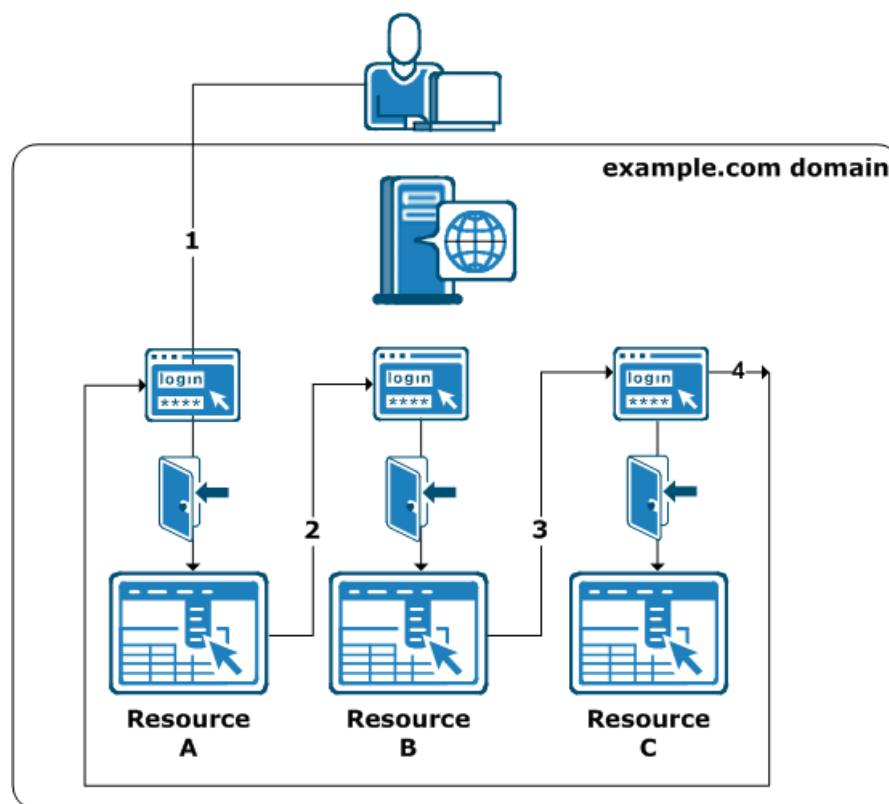 example.com domain
1
login
****
login
****
login
****
4
2
3
Resource
A
Resource
B
Resource
C